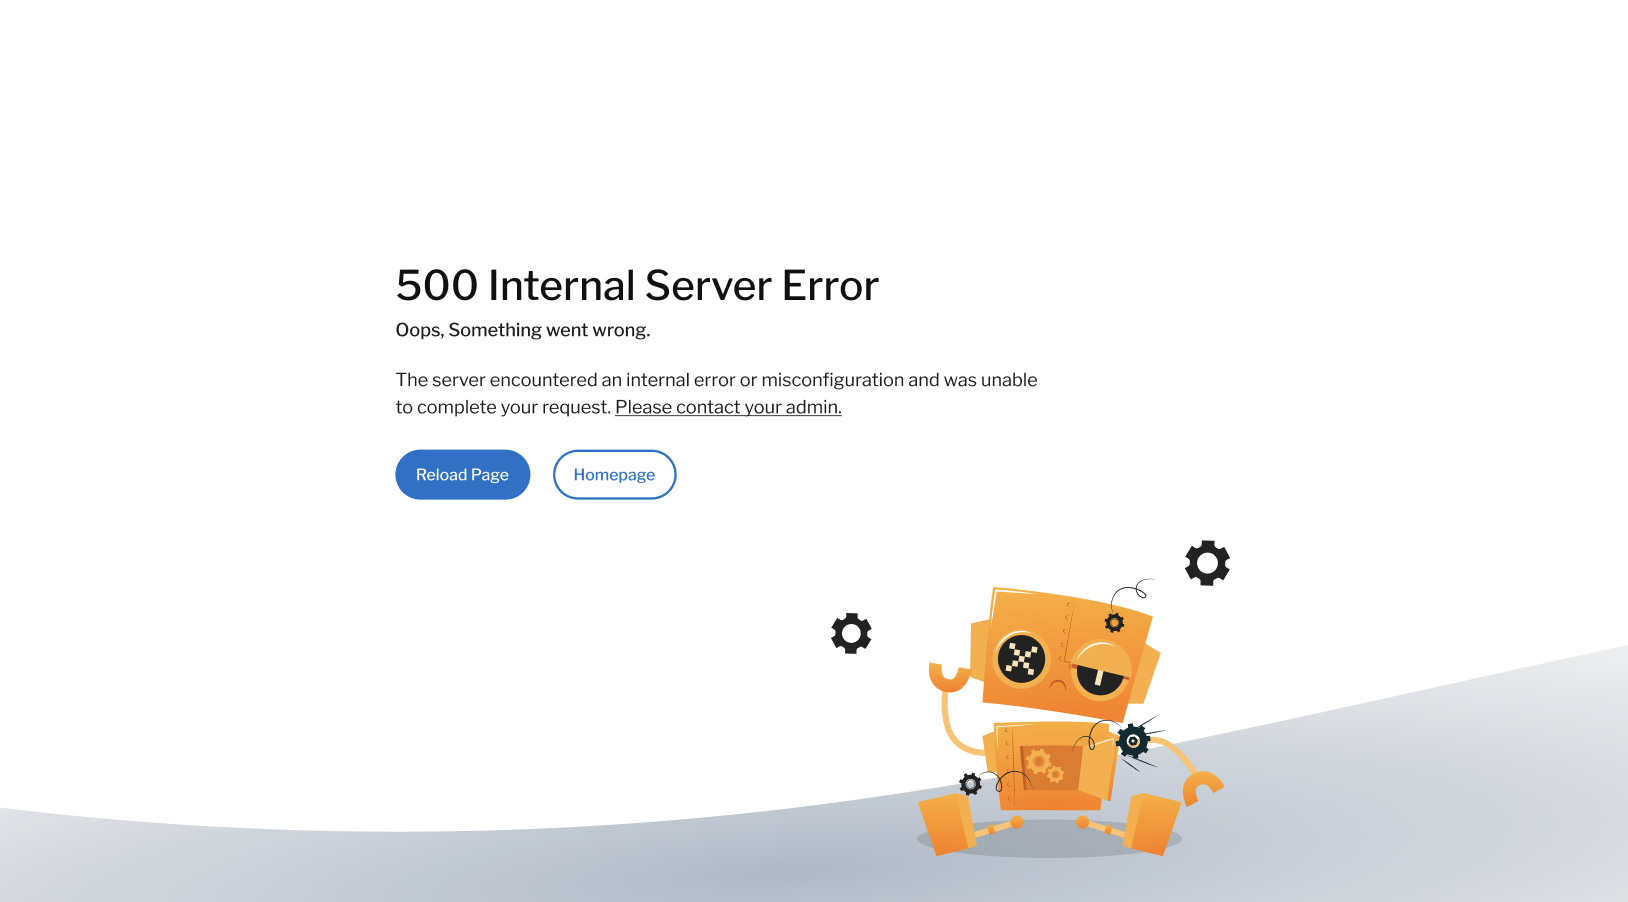 500 Internal Server Error
Oops, Something went wrong.
The server encountered an internal error or misconfiguration and was unable
to complete your request. Please contact your admin.
Reload Page
Homepage